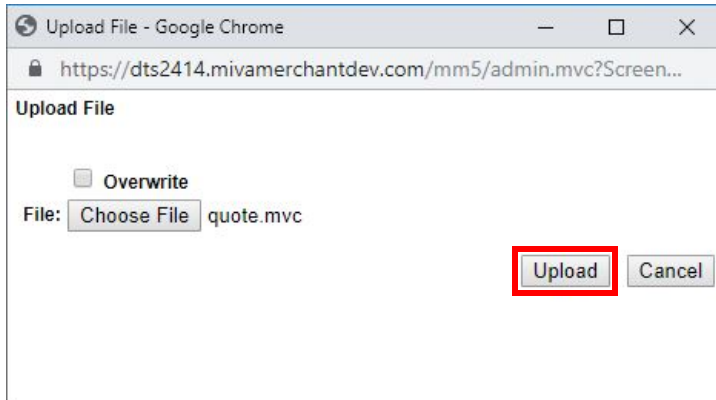 Upload File - Google Chrome
https://dts2414.mivamerchantdev.com/mm5/admin.mvc?Screen...
Upload File
Overwrite
File: Choose File quote.mvc
Upload Cancel